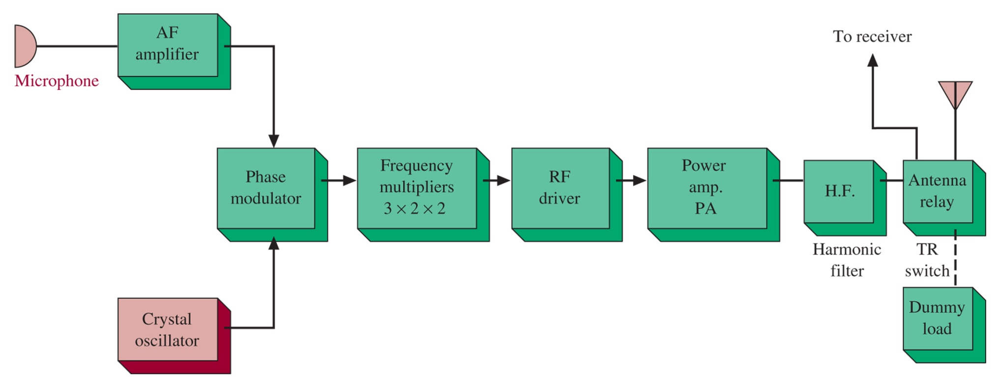 AF
amplifier
Microphone
To receiver
Phase
modulator
Frequency
multipliers
3 × 2 × 2
RF
driver
Power
amp.
PA
H.F.
Harmonic
filter
Antenna
relay
TR
switch
Crystal
oscillator
Dummy
load